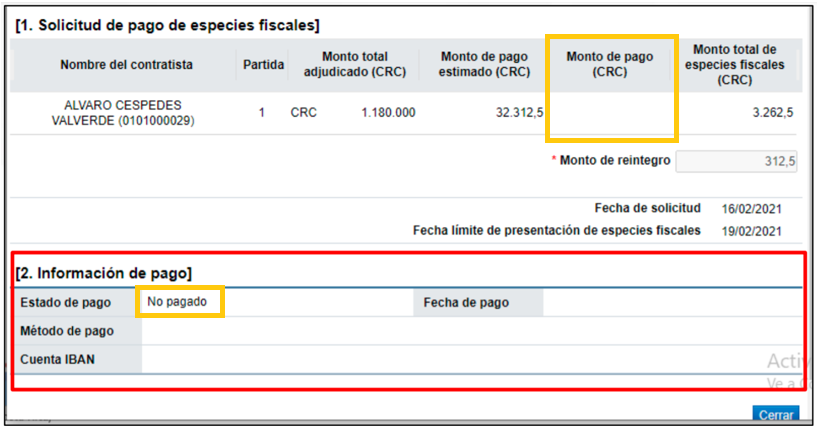 [1. Solicitud de pago de especies fiscales]
Nombre del contratista Partida Monto total adjudicado (CRC) Monto de pago estimado (CRC) Monto de pago (CRC) Monto total de especies fiscales (CRC)
ALVARO CESPEDES VALVERDE (0101000029) 1 CRC 1.180.000 32.312,5 3.262,5
* Monto de reintegro 312,5
Fecha de solicitud 16/02/2021
Fecha límite de presentación de especies fiscales 19/02/2021
[2. Información de pago]
Estado de pago No pagado Fecha de pago
Método de pago
Cuenta IBAN
Activ
Ve a C
Cerrar